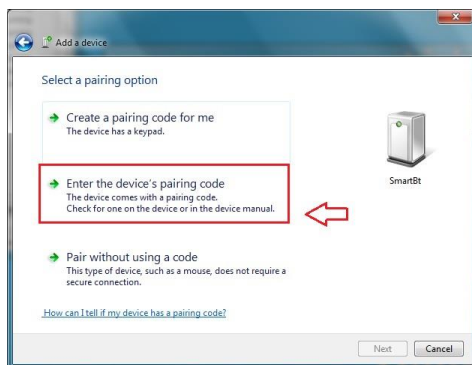 Add a device
Select a pairing option
Create a pairing code for me
The device has a keypad.
Enter the device's pairing code
The device comes with a pairing code.
Check for one on the device or in the device manual.
SmartBt
Pair without using a code
This type of device, such as a mouse, does not require a
secure connection.
How can I tell if my device has a pairing code?
Next
Cancel